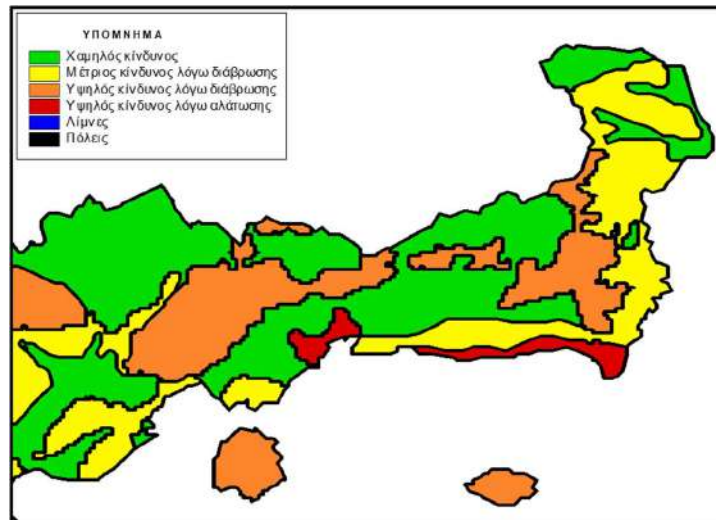 ΥΠΟΜΝΗΜΑ
Χαμηλός κίνδυνος
Μέτριος κίνδυνος λόγω διάβρωσης
Υψηλός κίνδυνος λόγω διάβρωσης
Υψηλός κίνδυνος λόγω αλάτωσης
Λίμνες
Πόλεις